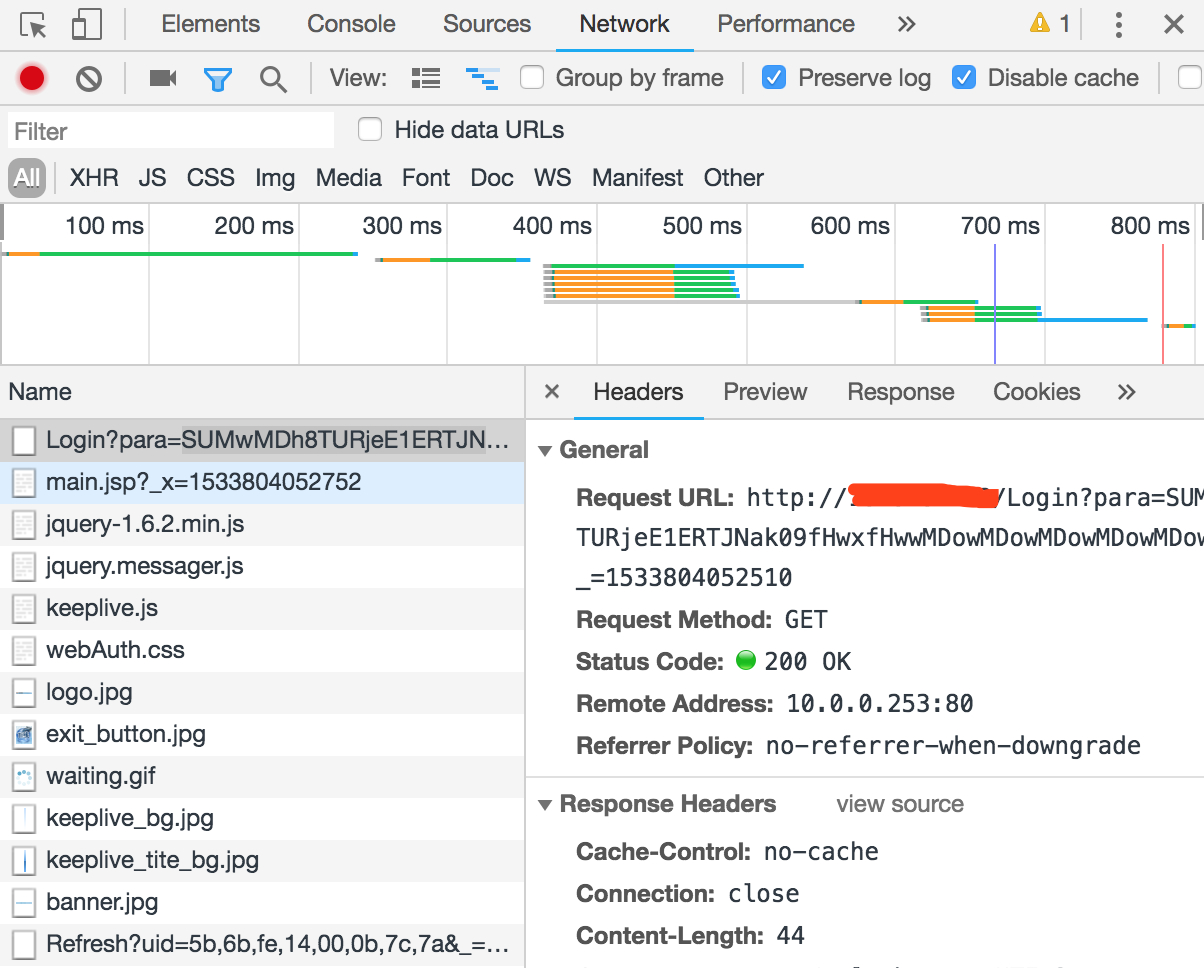 Elements Console Sources Network Performance » 1
View: Group by frame Preserve log Disable cache
Filter Hide data URLs
All XHR JS CSS Img Media Font Doc WS Manifest Other
100 ms 200 ms 300 ms 400 ms 500 ms 600 ms 700 ms 800 ms
Name
Login?para=SUMwMDh8TURjeE1ERTJN...
main.jsp?_x=1533804052752
jquery-1.6.2.min.js
jquery.messager.js
keeplive.js
webAuth.css
logo.jpg
exit_button.jpg
waiting.gif
keeplive_bg.jpg
keeplive_tite_bg.jpg
banner.jpg
Refresh?uid=5b,6b,fe,14,00,0b,7c,7a&_=...
× Headers Preview Response Cookies »
General
Request URL: http:// /Login?para=SUM
TURjeE1ERTJNak09fHwxfHwwMDowMDowMDowMDowMDow
_=1533804052510
Request Method: GET
Status Code: 200 OK
Remote Address: 10.0.0.253:80
Referrer Policy: no-referrer-when-downgrade
Response Headers view source
Cache-Control: no-cache
Connection: close
Content-Length: 44